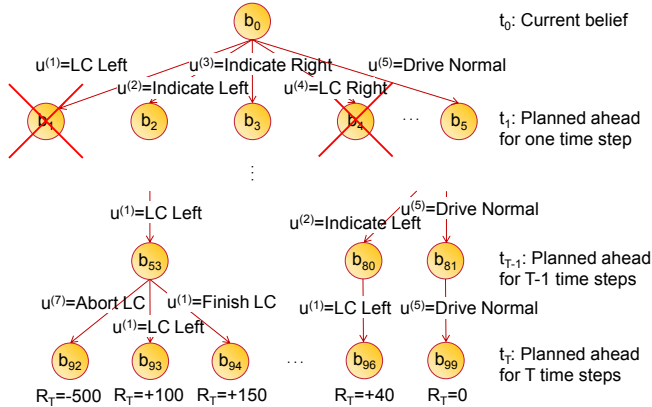 b0
t0: Current belief
u(1)=LC Left
u(3)=Indicate Right
u(5)=Drive Normal
u(2)=Indicate Left
u(4)=LC Right
b1
b2
b3
b4
...
b5
t1: Planned ahead
for one time step
...
u(1)=LC Left
u(2)=Indicate Left
u(5)=Drive Normal
b53
b80
b81
tT-1: Planned ahead
for T-1 time steps
u(7)=Abort LC
u(1)=Finish LC
u(1)=LC Left
u(1)=LC Left
u(5)=Drive Normal
b92
b93
b94
...
b96
b99
tT: Planned ahead
for T time steps
RT=-500
RT=+100
RT=+150
RT=+40
RT=0